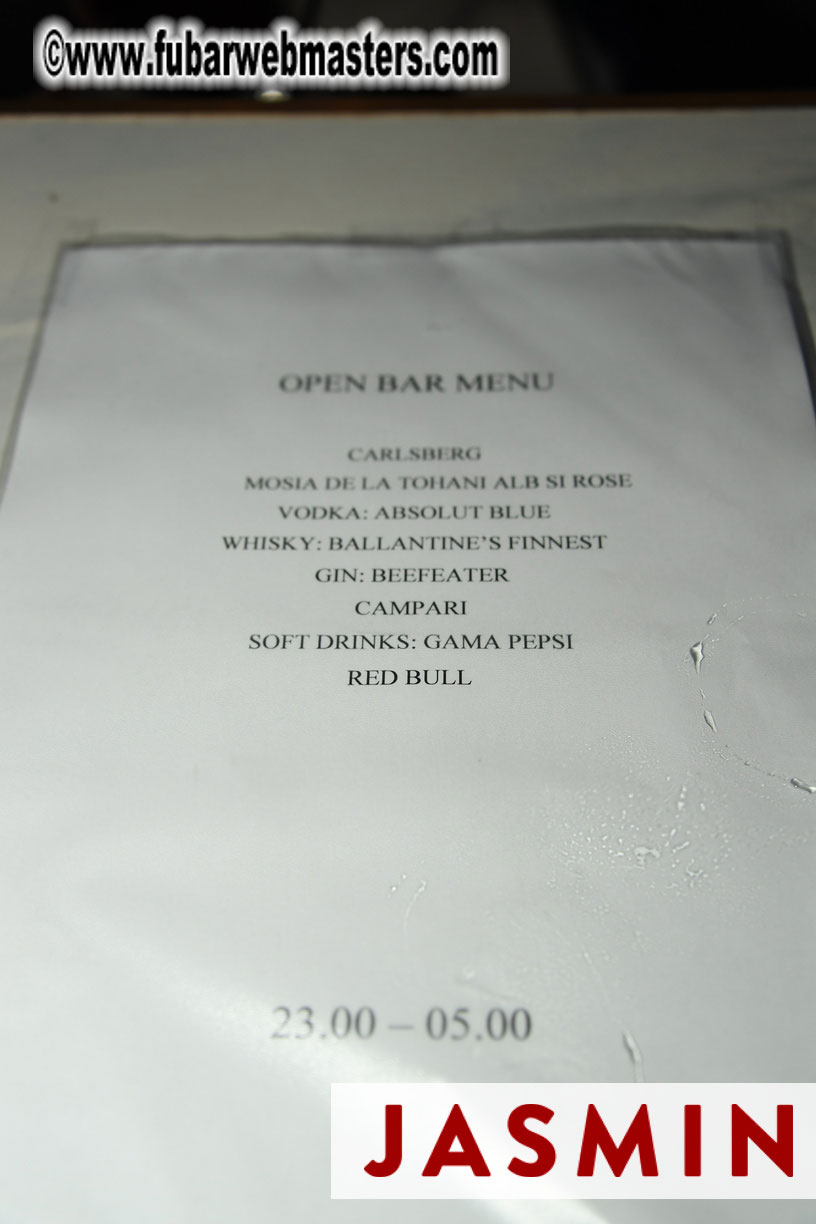 ©www.fubarwebmasters.com
OPEN BAR MENU
CARLSBERG
MOSIA DE LA TOHANI ALB SI ROSE
VODKA: ABSOLUT BLUE
WHISKY: BALLANTINE'S FINNEST
GIN: BEEFEATER
CAMPARI
SOFT DRINKS: GAMA PEPSI
RED BULL
23.00 – 05.00
JASMIN